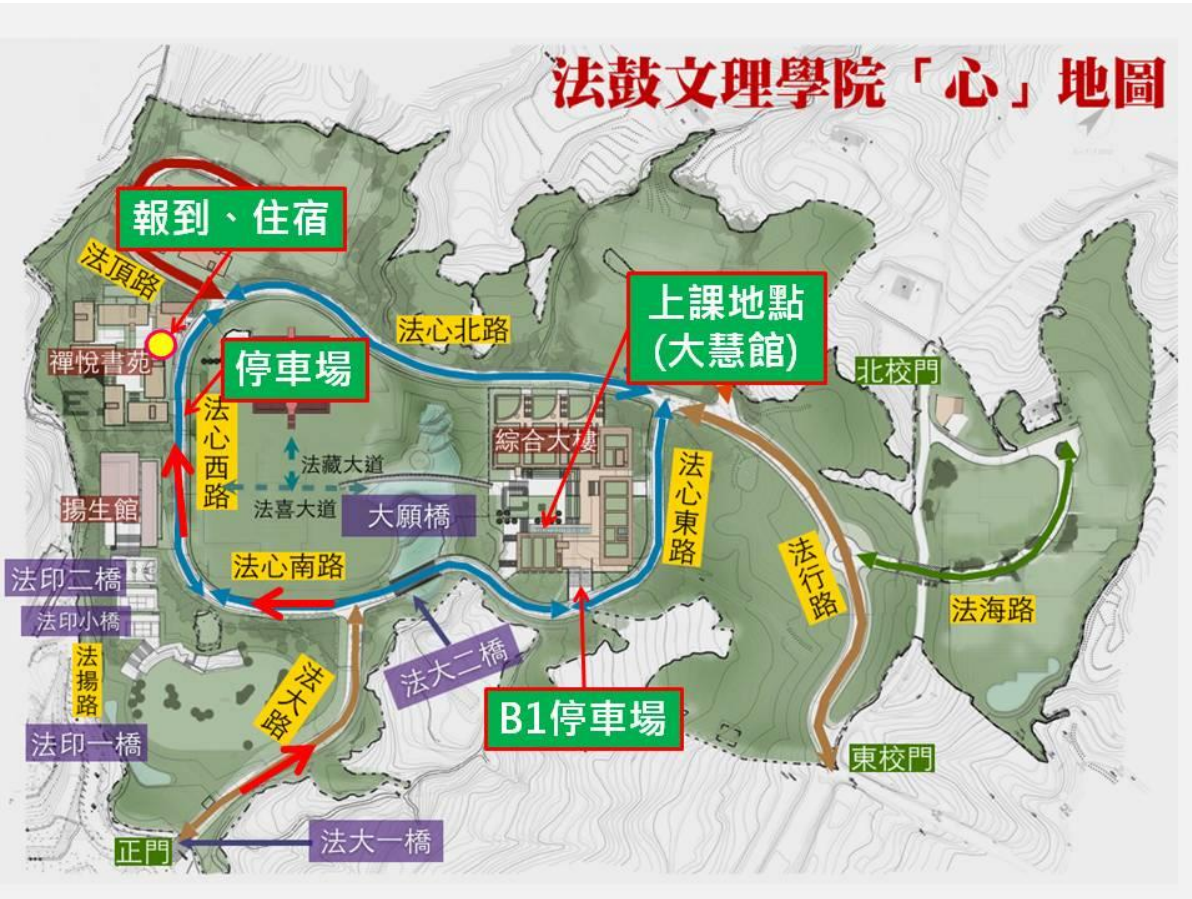 法鼓文理學院「心」地圖
報到、住宿
法頂路
上課地點
(大慧館)
法心北路
禪悅書苑
停車場
北校門
法心西路
綜合大樓
法藏大道
法心東路
揚生館
法喜大道
大願橋
法印二橋
法心南路
法行路
法印小橋
法海路
法揚路
法大路
法大二橋
B1停車場
法印一橋
東校門
正門
法大一橋